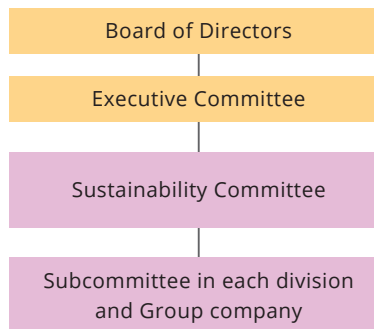 Board of Directors
Executive Committee
Sustainability Committee
Subcommittee in each division
and Group company